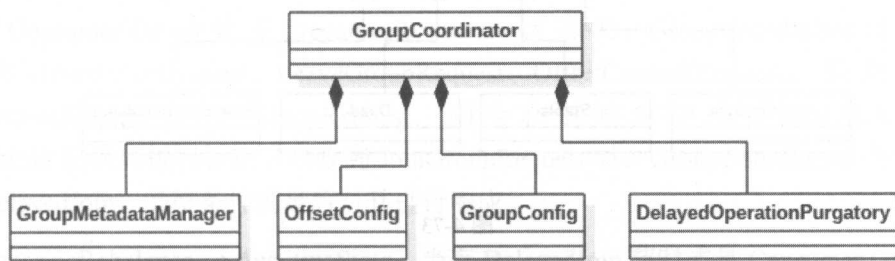 GroupCoordinator
GroupMetadataManager
OffsetConfig
GroupConfig
DelayedOperationPurgatory